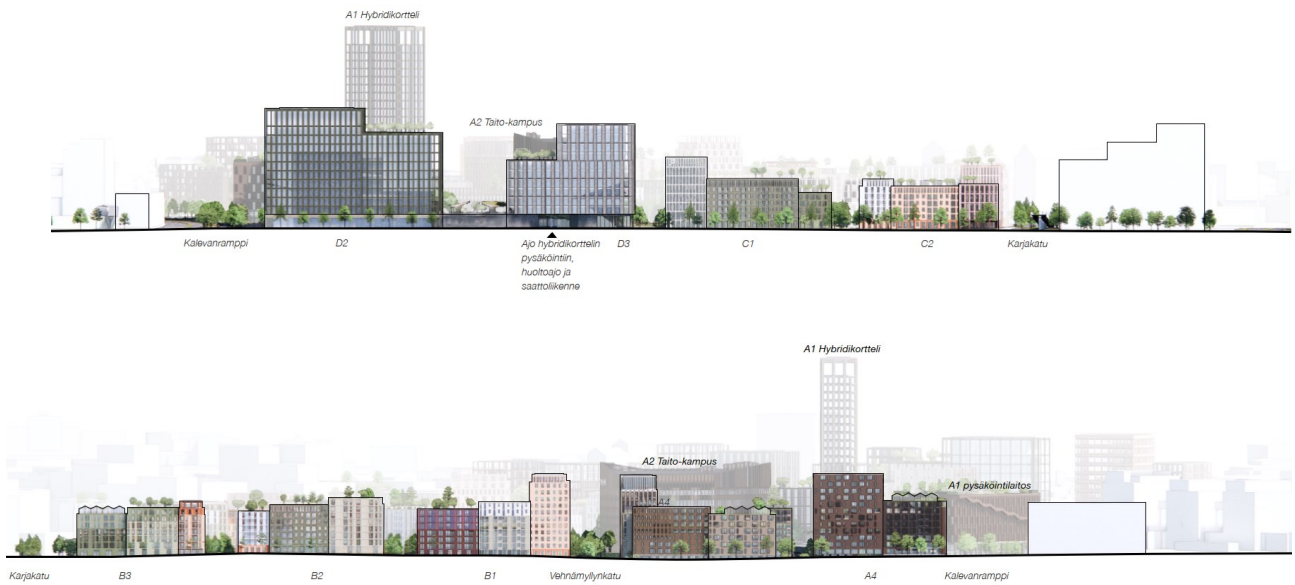 A1 Hybridikortteli
A2 Taito-kampus
Kalevanramppi
D2
Ajo hybridikorttelin
pysäköintiin,
huoltoajo ja
saattoliikenne
D3
C1
C2
Karjakatu
A1 Hybridikortteli
A2 Taito-kampus
A4
A1 pysäköintilaitos
Karjakatu
B3
B2
B1
Vehnämyllynkatu
A4
Kalevanramppi